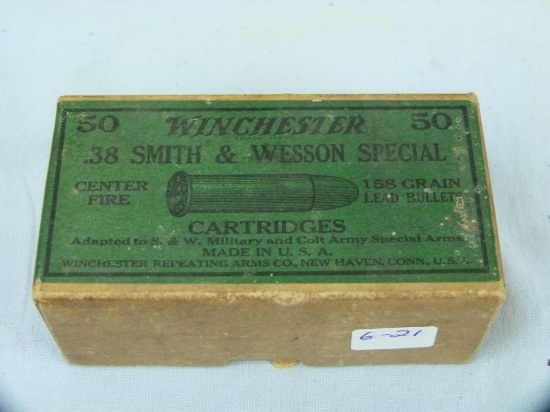 50 WINCHESTER 50
.38 SMITH & WESSON SPECIAL
CENTER FIRE
158 GRAIN LEAD BULLETS
CARTRIDGES
Adapted to S. & W. Military and Colt Army Special Arms
MADE IN U.S.A.
WINCHESTER REPEATING ARMS CO., NEW HAVEN, CONN., U.S.A.
6-21